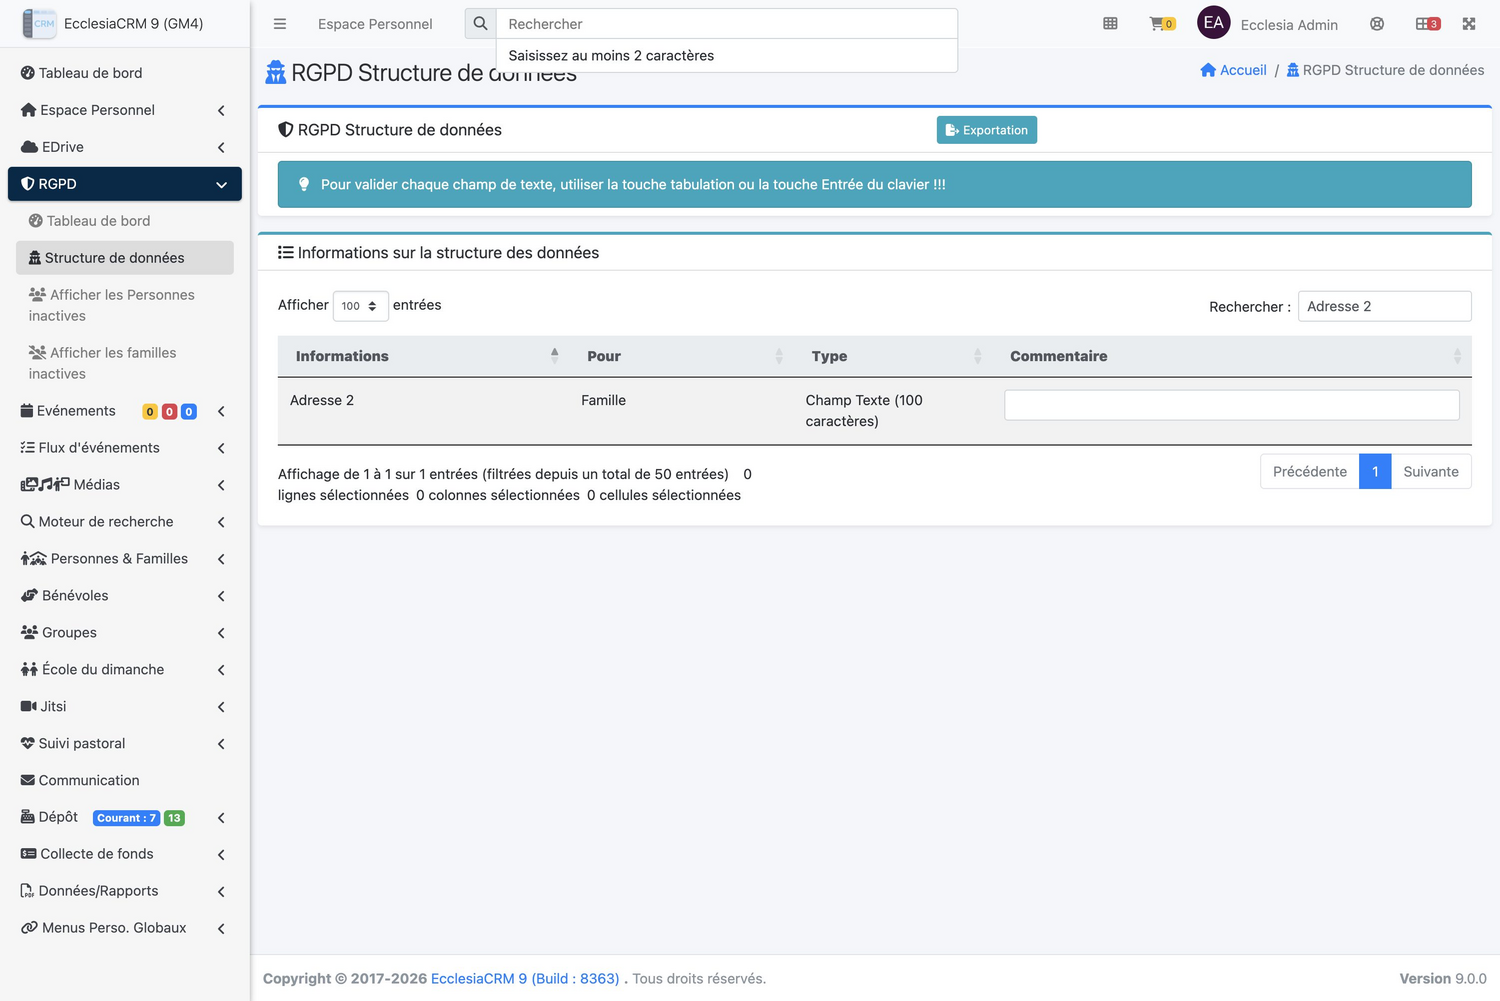 CRM
EcclesiaCRM 9 (GM4)
Espace Personnel
Rechercher
Saisissez au moins 2 caractères
0
EA
Ecclesia Admin
3
Tableau de bord
Espace Personnel
EDrive
RGPD
Tableau de bord
Structure de données
Afficher les Personnes
inactives
Afficher les familles
inactives
Evénements 0 0 0
Flux d'événements
Médias
Moteur de recherche
Personnes & Familles
Bénévoles
Groupes
École du dimanche
Jitsi
Suivi pastoral
Communication
Dépôt Courant : 7 13
Collecte de fonds
Données/Rapports
Menus Perso. Globaux
RGPD Structure de données
Accueil / RGPD Structure de données
RGPD Structure de données
Exportation
Pour valider chaque champ de texte, utiliser la touche tabulation ou la touche Entrée du clavier !!!
Informations sur la structure des données
Afficher 100 entrées
Rechercher : Adresse 2
Informations Pour Type Commentaire
Adresse 2 Famille Champ Texte (100
caractères)
Affichage de 1 à 1 sur 1 entrées (filtrées depuis un total de 50 entrées) 0
lignes sélectionnées 0 colonnes sélectionnées 0 cellules sélectionnées
Précédente 1 Suivante
Copyright © 2017-2026 EcclesiaCRM 9 (Build : 8363) . Tous droits réservés.
Version 9.0.0